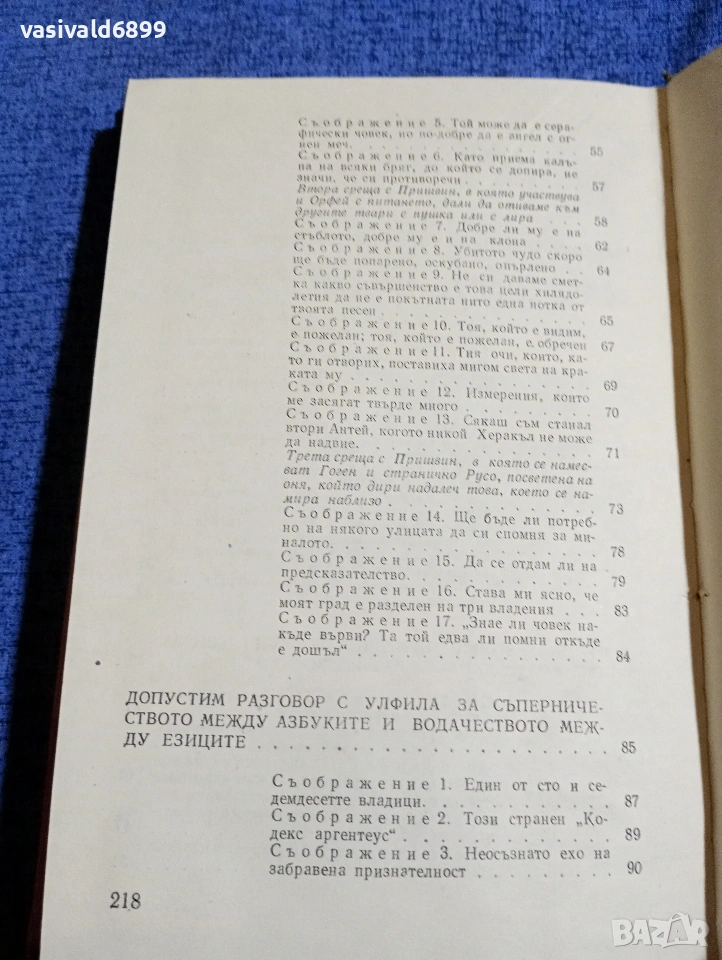 vasivald6899
Съображение 5. Той може да е сера-
фически човек, но по-добре да е ангел с ог-
нен меч. . . . . . . . . . . . . . . . 55
Съображение 6. Като приема калъ-
па на всеки бряг, до който се допира, не
значи, че си противоречи . . . . . . . . 57
Втора среща с Пришвин, в която участвува
и Орфей с питането, дали да отиваме към
другите твари с пушка или с лира . . . 58
Съображение 7. Добре ли му е на
стъблото, добре му е и на клона . . . . 62
Съображение 8. Убитото чудо скоро
ще бъде попарено, оскубано, опърлено . . 64
Съображение 9. Не си даваме смет-
ка какво съвършенство е това цели хилядо-
летия да не е покътната нито една нотка от
твоята песен . . . . . . . . . . . . . 65
Съображение 10. Тоя, който е видим,
е пожелан; тоя, който е пожелан, е обречен 67
Съображение 11. Тия очи, които, ка-
то ги отворих, поставиха мигом света на кра-
ката му . . . . . . . . . . . . . . . 69
Съображение 12. Измерения, които
ме засягат твърде много . . . . . . . . 70
Съображение 13. Сякаш съм станал
втори Антей, когото никой Херакъл не може
да надвие. . . . . . . . . . . . . . . 71
Трета среща с Пришвин, в която се намес-
ват Гоген и странично Русо, посветена на
оня, който дири надалеч това, което се на-
мира наблизо . . . . . . . . . . . . . 73
Съображение 14. Ще бъде ли потреб-
но на някого улицата да си спомня за ми-
налото. . . . . . . . . . . . . . . . 78
Съображение 15. Да се отдам ли на
предсказателство. . . . . . . . . . . . 79
Съображение 16. Става ми ясно, че
моят град е разделен на три владения . . . 83
Съображение 17. „Знае ли човек на-
къде върви? Та той едва ли помни откъде
е дошъл“ . . . . . . . . . . . . . . . 84
ДОПУСТИМ РАЗГОВОР С УЛФИЛА ЗА СЪПЕРНИЧЕ-
СТВОТО МЕЖДУ АЗБУКИТЕ И ВОДАЧЕСТВОТО МЕЖ-
ДУ ЕЗИЦИТЕ . . . . . . . . . . . . . . . 85
Съображение 1. Един от сто и се-
демдесетте владици. . . . . . . . . . . 87
Съображение 2. Този странен „Ко-
декс аргентеус“ . . . . . . . . . . . . 89
Съображение 3. Неосъзнато ехо на
забравена признателност . . . . . . . . 90
218
BAZAR